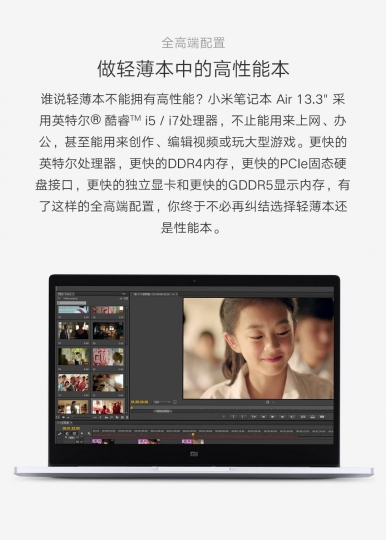 全高端配置
做轻薄本中的高性能本
谁说轻薄本不能拥有高性能？小米笔记本 Air 13.3" 采
用英特尔® 酷睿™ i5 / i7处理器，不止能用来上网、办
公，甚至能用来创作、编辑视频或玩大型游戏。更快的
英特尔处理器，更快的DDR4内存，更快的PCIe固态硬
盘接口，更快的独立显卡和更快的GDDR5显示内存，有
了这样的全高端配置，你终于不必再纠结选择轻薄本还
是性能本。